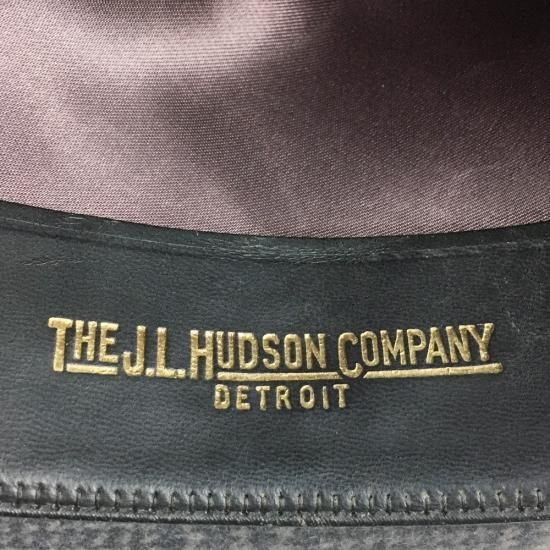 THE J.L. HUDSON COMPANY
DETROIT